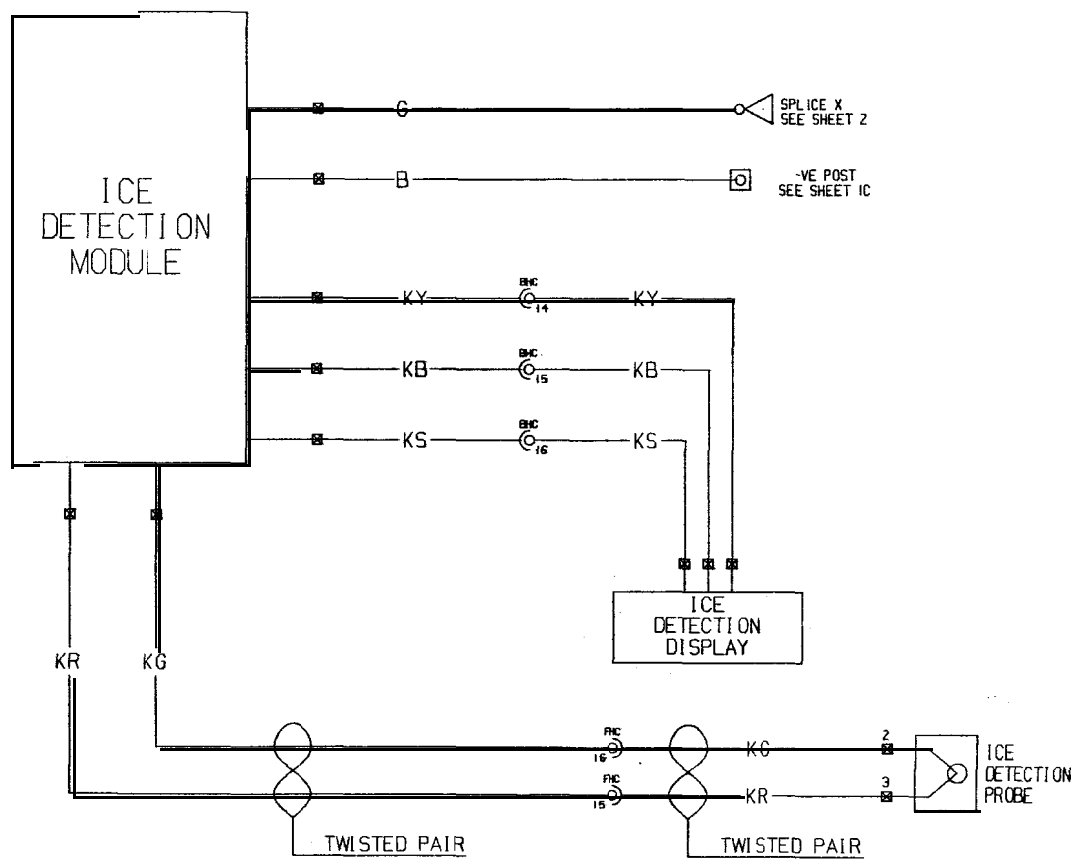 ICE
DETECTION
MODULE
G
SPLICE X
SEE SHEET 2
B
-VE POST
SEE SHEET 1C
KY
BHC
14
KY
KB
BHC
15
KB
KS
BHC
16
KS
ICE
DETECTION
DISPLAY
KR
KG
FHC
16
KG
2
FHC
15
KR
3
ICE
DETECTION
PROBE
TWISTED PAIR
TWISTED PAIR